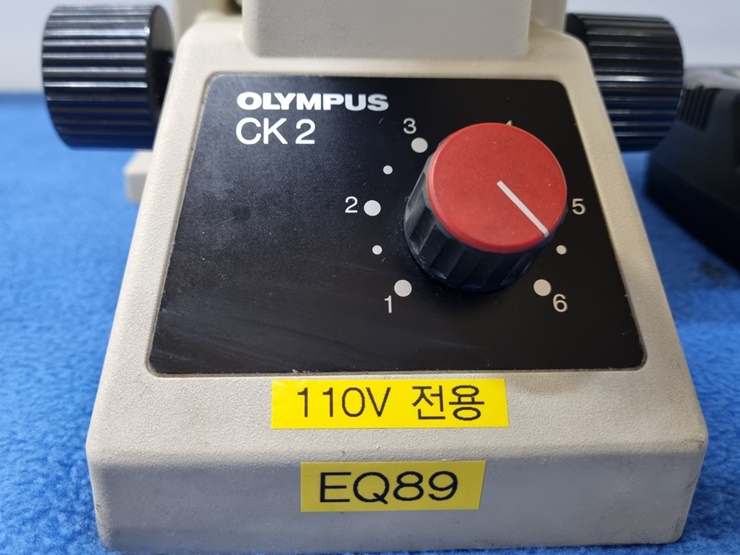 OLYMPUS
CK 2
3
2
5
1
6
110V 전용
EQ89